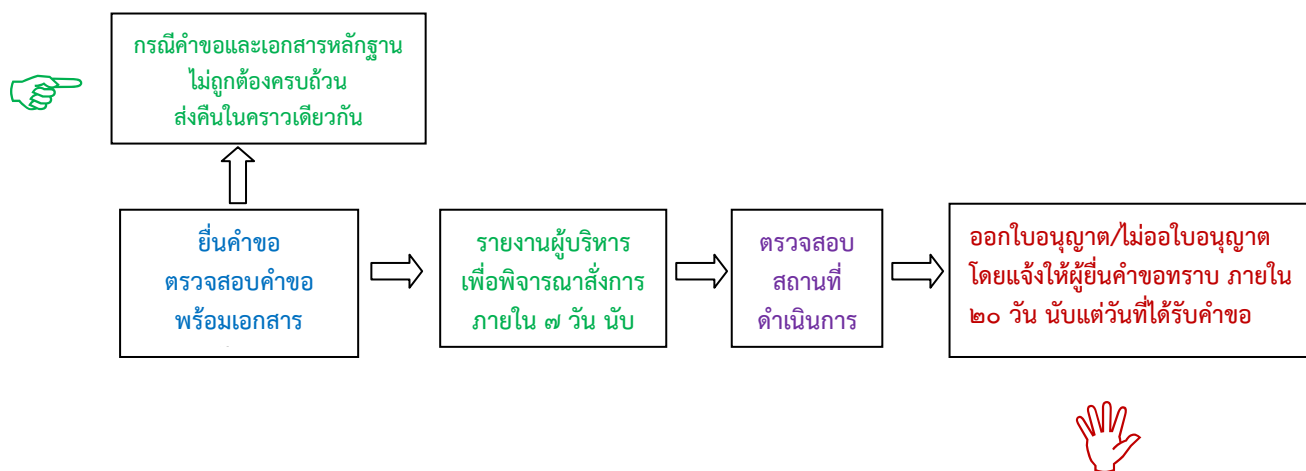 กรณีคำขอและเอกสารหลักฐาน
ไม่ถูกต้องครบถ้วน
ส่งคืนในคราวเดียวกัน
ยื่นคำขอ
ตรวจสอบคำขอ
พร้อมเอกสาร
รายงานผู้บริหาร
เพื่อพิจารณาสั่งการ
ภายใน ๗ วัน นับ
ตรวจสอบ
สถานที่
ดำเนินการ
ออกใบอนุญาต/ไม่ออใบอนุญาต
โดยแจ้งให้ผู้ยื่นคำขอทราบ ภายใน
๒๐ วัน นับแต่วันที่ได้รับคำขอ